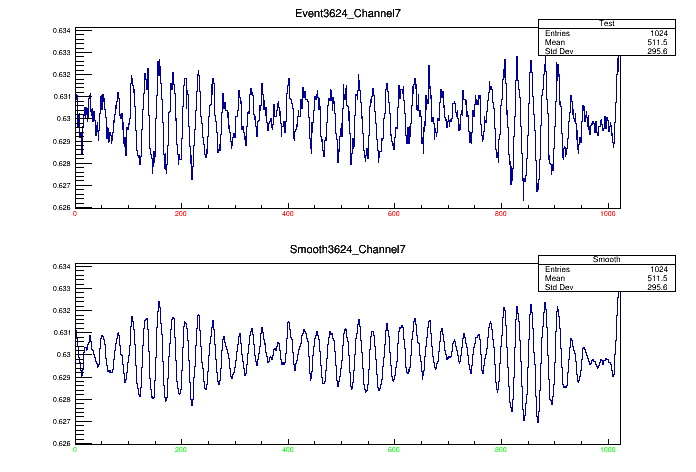 Event3624_Channel7
Test
Entries 1024
Mean 511.5
Std Dev 295.6
0.634
0.633
0.632
0.631
0.63
0.629
0.628
0.627
0.626
0 200 400 600 800 1000
Smooth3624_Channel7
Smooth
Entries 1024
Mean 511.5
Std Dev 295.6
0.634
0.633
0.632
0.631
0.63
0.629
0.628
0.627
0.626
0 200 400 600 800 1000